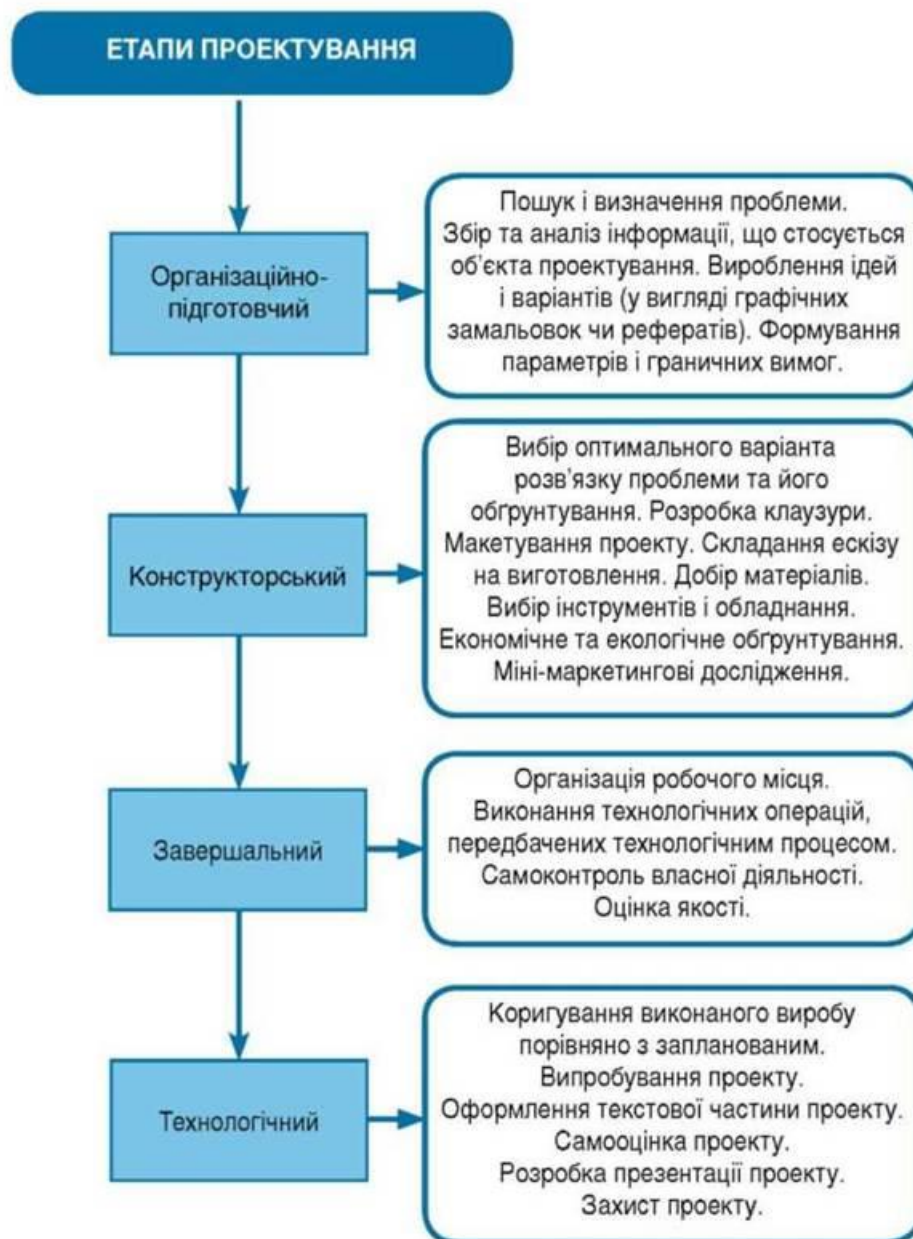 ЕТАПИ ПРОЕКТУВАННЯ
Організаційно-
підготовчий
Пошук і визначення проблеми.
Збір та аналіз інформації, що стосується
об’єкта проектування. Вироблення ідей
і варіантів (у вигляді графічних
замальовок чи рефератів). Формування
параметрів і граничних вимог.
Конструкторський
Вибір оптимального варіанта
розв’язку проблеми та його
обґрунтування. Розробка клаузури.
Макетування проекту. Складання ескізу
на виготовлення. Добір матеріалів.
Вибір інструментів і обладнання.
Економічне та екологічне обґрунтування.
Міні-маркетингові дослідження.
Завершальний
Організація робочого місця.
Виконання технологічних операцій,
передбачених технологічним процесом.
Самоконтроль власної діяльності.
Оцінка якості.
Технологічний
Коригування виконаного виробу
порівняно з запланованим.
Випробування проекту.
Оформлення текстової частини проекту.
Самооцінка проекту.
Розробка презентації проекту.
Захист проекту.